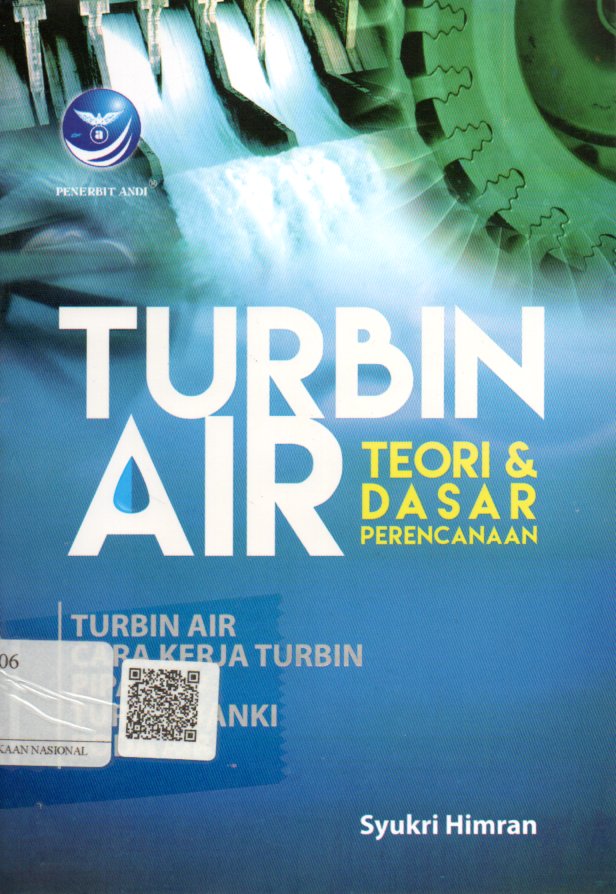 a
PENERBIT ANDI®
TURBIN
AIR
TEORI &
DASAR
PERENCANAAN
TURBIN AIR
CARA KERJA TURBIN
06
KAAN NASIONAL
Syukri Himran